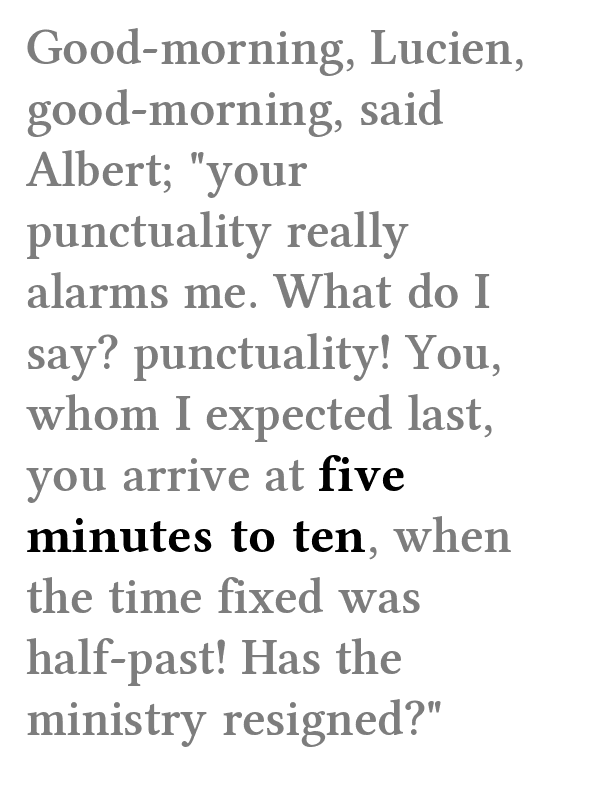 Good-morning, Lucien,
good-morning, said
Albert; "your
punctuality really
alarms me. What do I
say? punctuality! You,
whom I expected last,
you arrive at five
minutes to ten, when
the time fixed was
half-past! Has the
ministry resigned?"